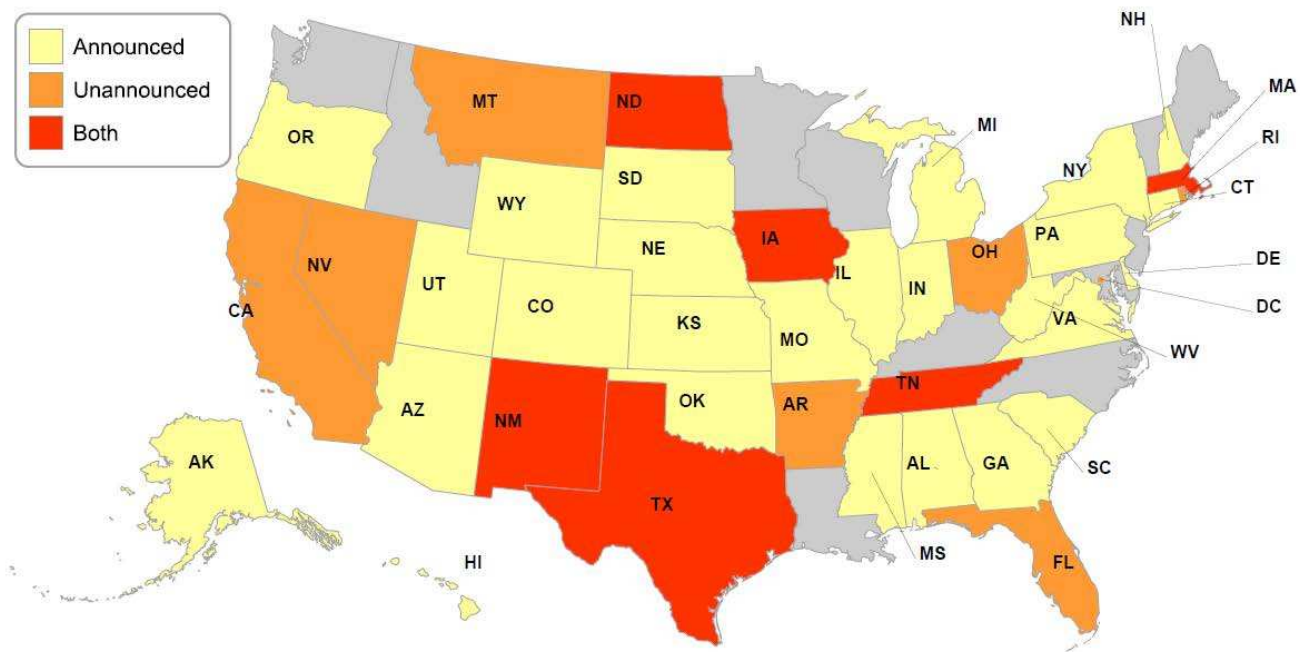 Announced
Unannounced
Both
NH
MA
MI
RI
CT
NY
PA
DE
DC
WV
VA
OR
MT
ND
SD
WY
NE
IA
NV
UT
CO
KS
MO
IL
IN
OH
CA
AZ
NM
OK
AR
TN
TX
MS
AL
GA
SC
FL
AK
HI